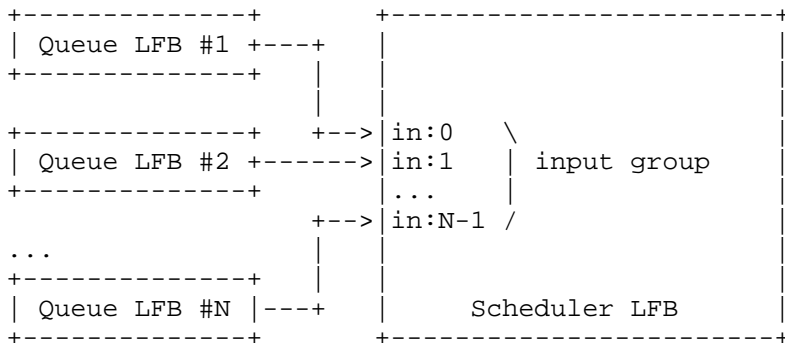 Queue LFB #1
in:0
Queue LFB #2 in:1 input group
...
in:N-1
...
Queue LFB #N Scheduler LFB